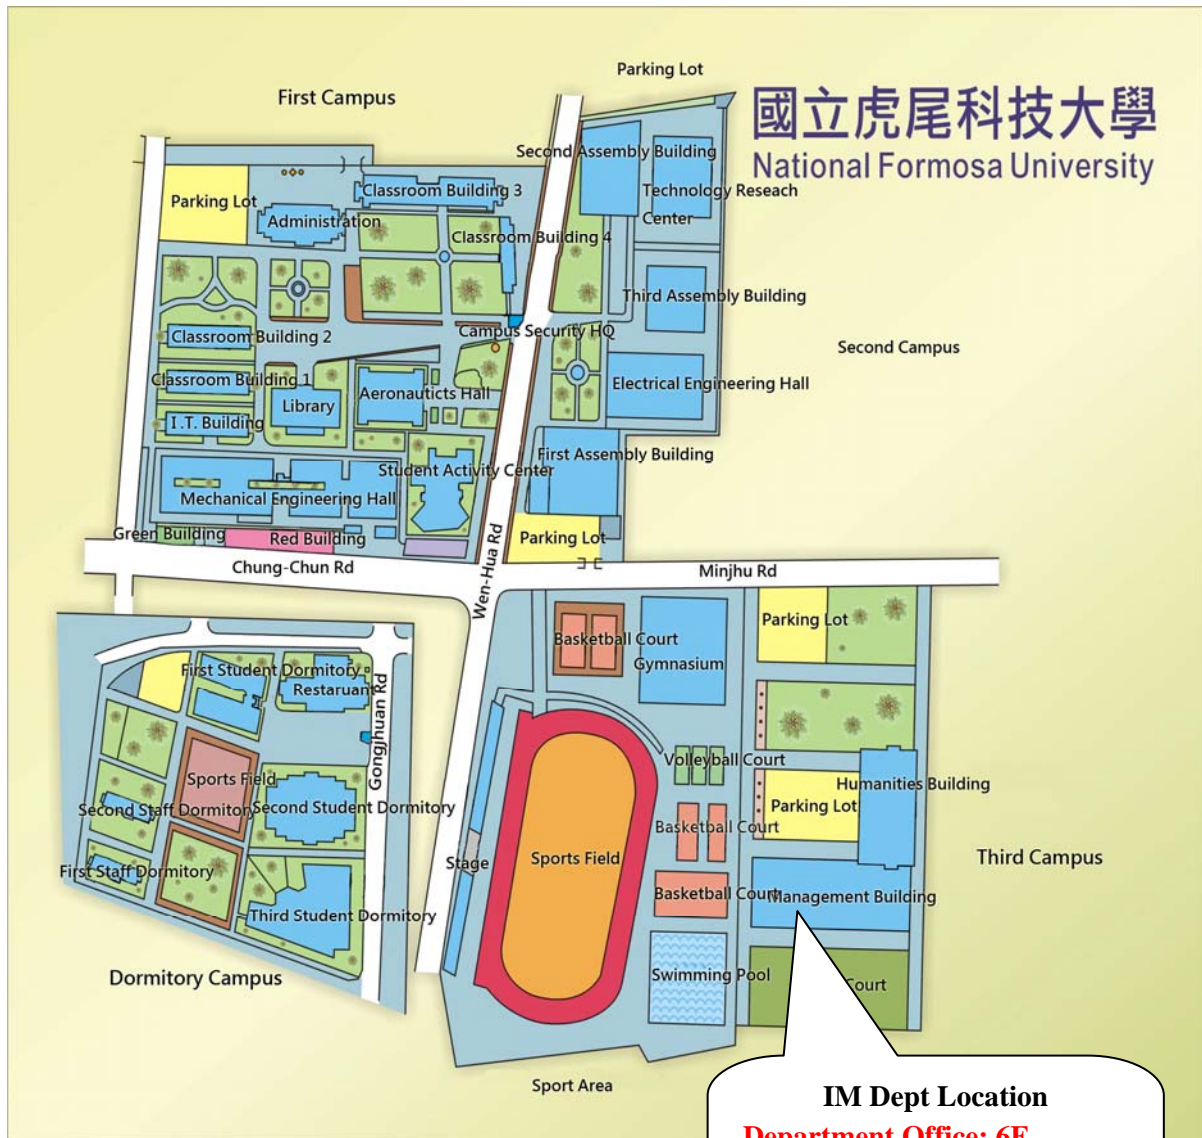 Parking Lot
First Campus
國立虎尾科技大學
National Formosa University
Second Assembly Building
Classroom Building 3
Technology Reseach
Center
Parking Lot
Administration
Classroom Building 4
Third Assembly Building
Campus Security HQ
Classroom Building 2
Second Campus
Classroom Building 1
Electrical Engineering Hall
Aeronauticts Hall
Library
I.T. Building
First Assembly Building
Student Activity Center
Mechanical Engineering Hall
Green Building
Red Building
Parking Lot
Chung-Chun Rd
Wen-Hua Rd
Minjhu Rd
Parking Lot
Basketball Court
Gymnasium
First Student Dormitory
Restaruant
Gongjhuan Rd
Volleyball Court
Sports Field
Humanities Building
Second Staff Dormitory
Second Student Dormitory
Parking Lot
Basketball Court
Stage
Sports Field
Third Campus
First Staff Dormitory
Basketball Court
Management Building
Third Student Dormitory
Dormitory Campus
Swimming Pool
Court
Sport Area
IM Dept Location
Department Office: 6F